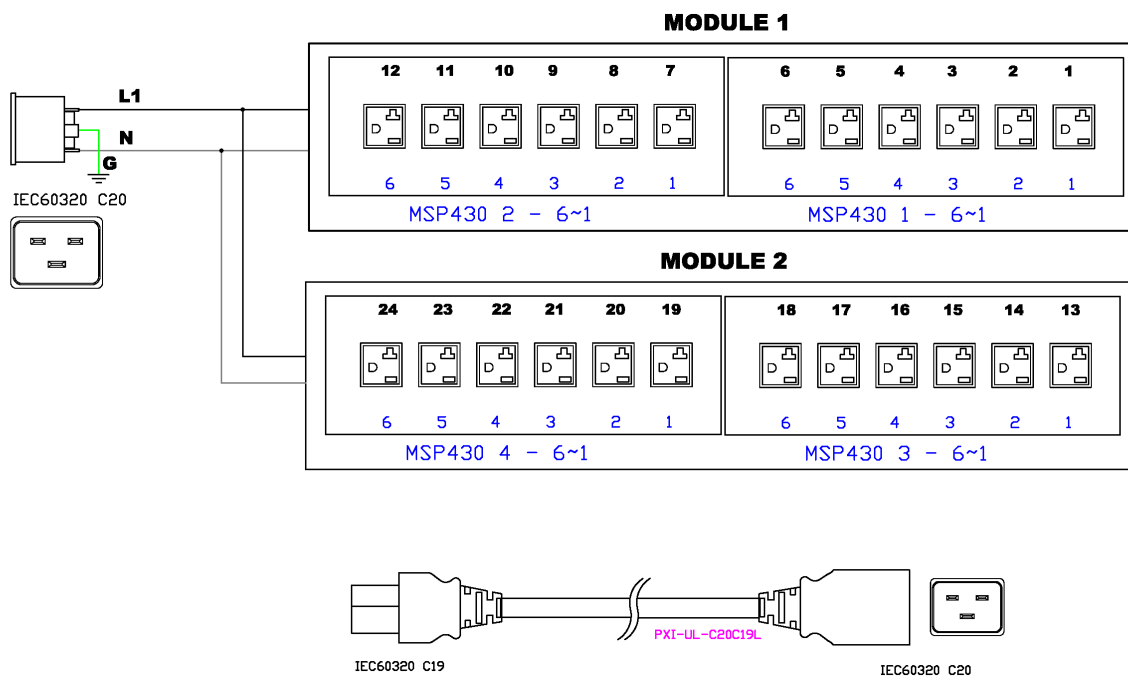 MODULE 1
12 11 10 9 8 7 6 5 4 3 2 1
L1
N
G
IEC60320 C20
6 5 4 3 2 1 6 5 4 3 2 1
MSP430 2 - 6~1 MSP430 1 - 6~1
MODULE 2
24 23 22 21 20 19 18 17 16 15 14 13
6 5 4 3 2 1 6 5 4 3 2 1
MSP430 4 - 6~1 MSP430 3 - 6~1
PXI-UL-C20C19L
IEC60320 C19
IEC60320 C20